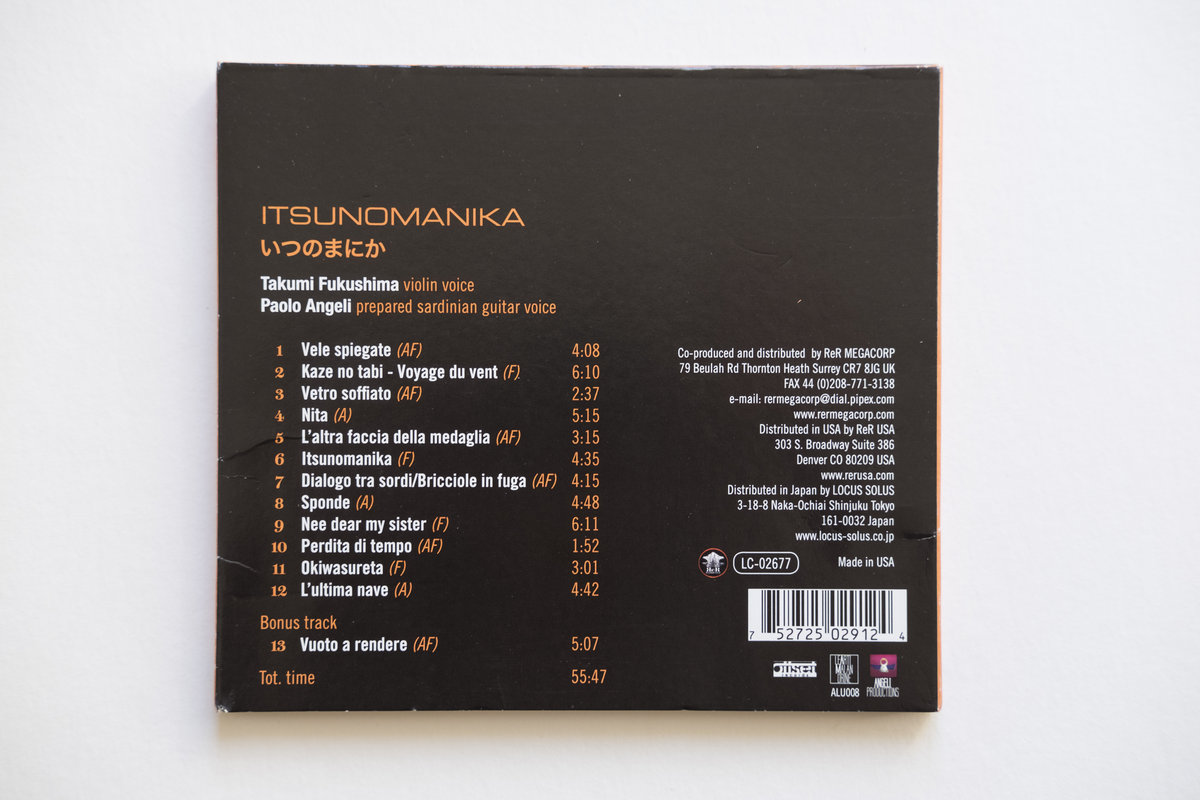 ITSUNOMANIKA
いつのまにか
Takumi Fukushima violin voice
Paolo Angeli prepared sardinian guitar voice
1 Vele spiegate (AF) 4:08
2 Kaze no tabi - Voyage du vent (F) 6:10
3 Vetro soffiato (AF) 2:37
4 Nita (A) 5:15
5 L'altra faccia della medaglia (AF) 3:15
6 Itsunomanika (F) 4:35
7 Dialogo tra sordi/Bricciole in fuga (AF) 4:15
8 Sponde (A) 4:48
9 Nee dear my sister (F) 6:11
10 Perdita di tempo (AF) 1:52
11 Okiwasureta (F) 3:01
12 L'ultima nave (A) 4:42
Bonus track
13 Vuoto a rendere (AF) 5:07
Tot. time 55:47
Co-produced and distributed by ReR MEGACORP
79 Beulah Rd Thornton Heath Surrey CR7 8JG UK
FAX 44 (0)208-771-3138
e-mail: rermegacorp@dial.pipex.com
www.rermegacorp.com
Distributed in USA by ReR USA
303 S. Broadway Suite 386
Denver CO 80209 USA
www.rerusa.com
Distributed in Japan by LOCUS SOLUS
3-18-8 Naka-Ochiai Shinjuku Tokyo
161-0032 Japan
www.locus-solus.co.jp
ReR LC-02677 Made in USA
7 52725 02912 4
ALU008
ANGELI
PRODUCTIONS